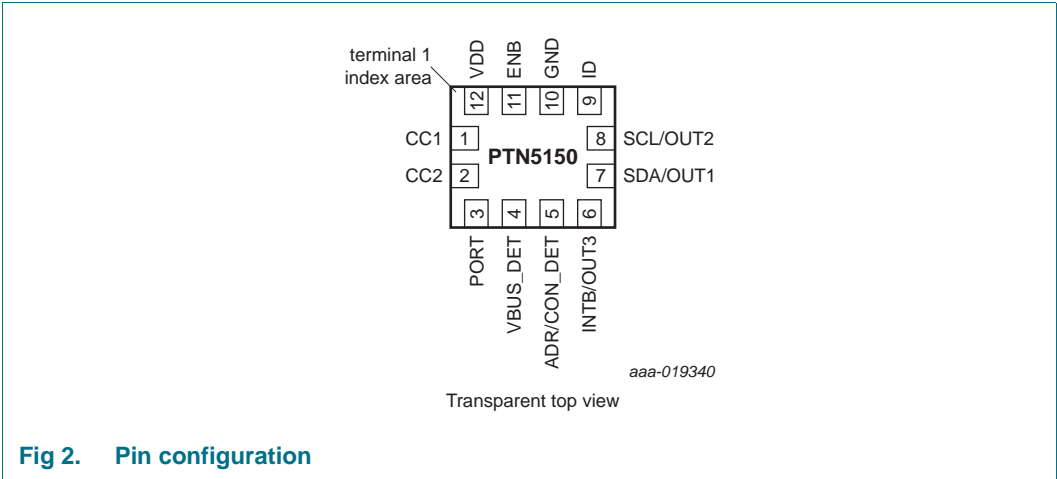 terminal 1
index area
VDD
ENB
GND
ID
12
11
10
9
CC1
1
8
SCL/OUT2
PTN5150
CC2
2
7
SDA/OUT1
3
4
5
6
PORT
VBUS_DET
ADR/CON_DET
INTB/OUT3
aaa-019340
Transparent top view
Fig 2. Pin configuration